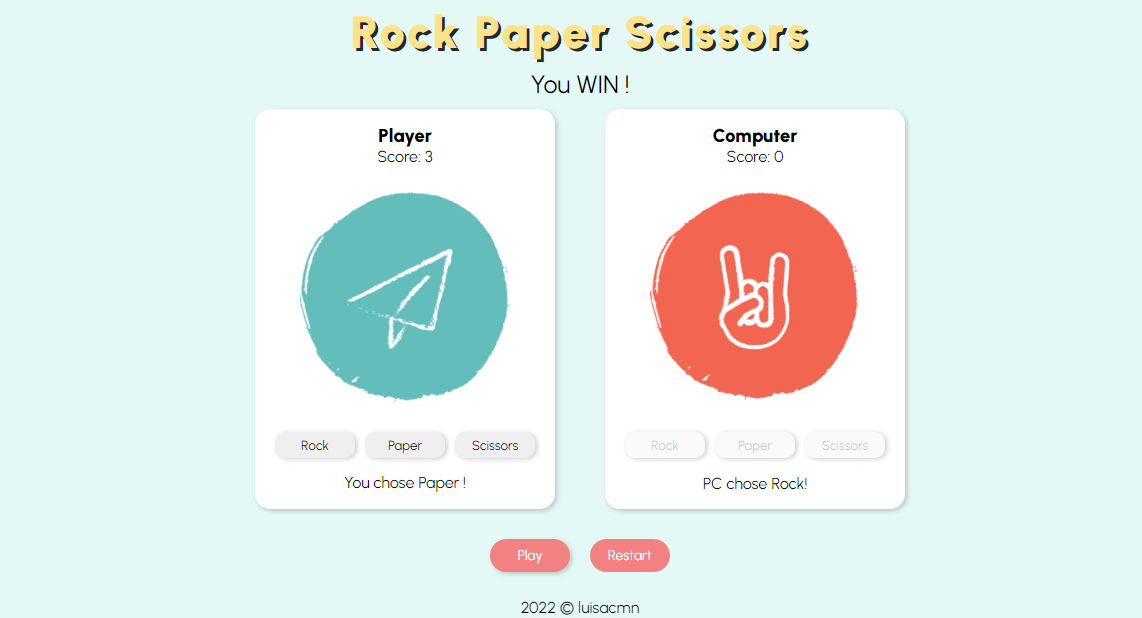 Rock Paper Scissors
You WIN !
Player
Score: 3
Rock
Paper
Scissors
You chose Paper !
Computer
Score: 0
Rock
Paper
Scissors
PC chose Rock!
Play
Restart
2022 © luisacmn